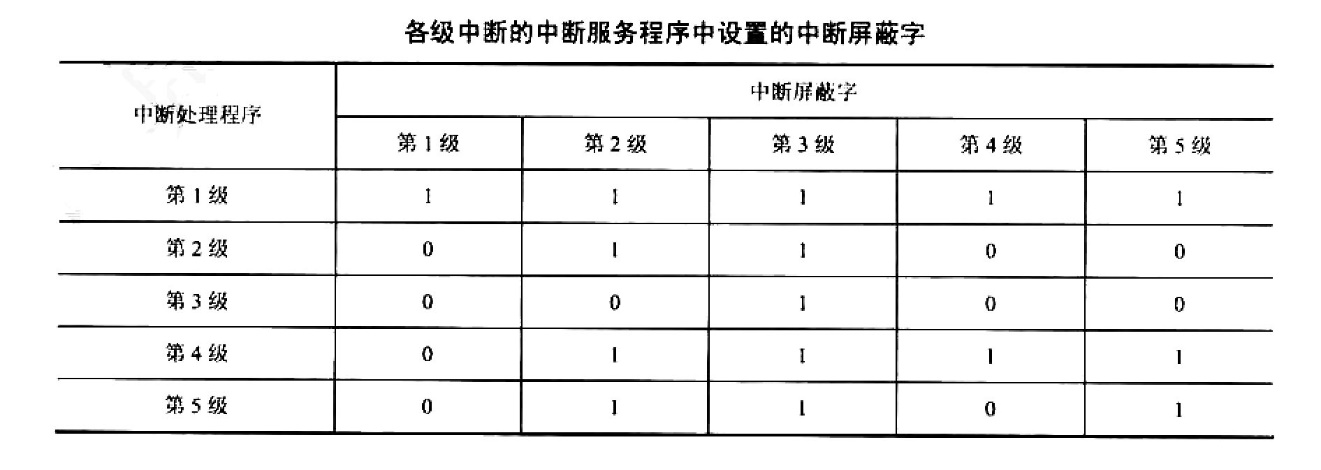 各级中断的中断服务程序中设置的中断屏蔽字
中断处理程序 中断屏蔽字
第1级 第2级 第3级 第4级 第5级
第1级 1 1 1 1 1
第2级 0 1 1 0 0
第3级 0 0 1 0 0
第4级 0 1 1 1 1
第5级 0 1 1 0 1